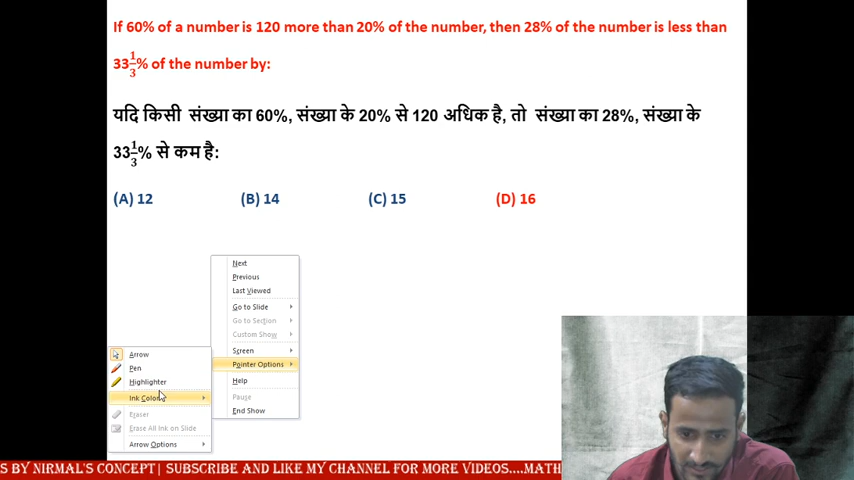 If 60% of a number is 120 more than 20% of the number, then 28% of the number is less than
33 1/3% of the number by:
यदि किसी संख्या का 60%, संख्या के 20% से 120 अधिक है, तो संख्या का 28%, संख्या के
33 1/3% से कम है:
(A) 12 (B) 14 (C) 15 (D) 16
Next
Previous
Last Viewed
Go to Slide
Go to Section
Custom Show
Screen
Pointer Options
Help
Pause
End Show
Arrow
Pen
Highlighter
Ink Color
Eraser
Erase All Ink on Slide
Arrow Options
S BY NIRMAL'S CONCEPT| SUBSCRIBE AND LIKE MY CHANNEL FOR MORE VIDEOS....MATH